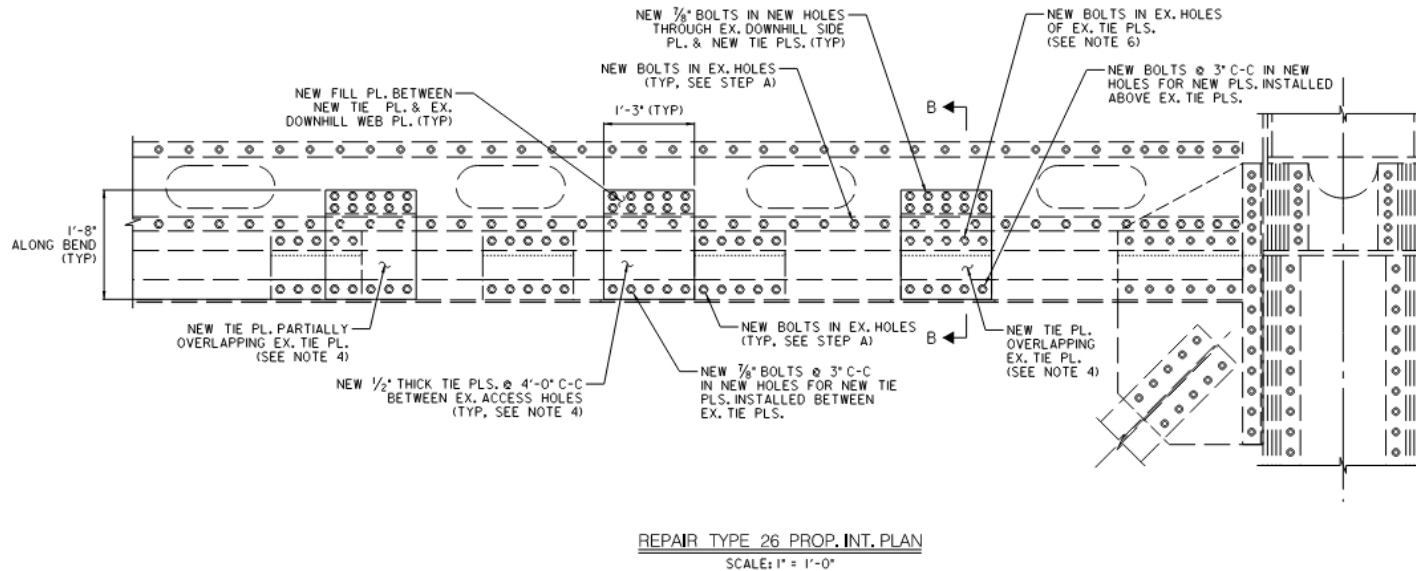 NEW ⅞" BOLTS IN NEW HOLES
THROUGH EX. DOWNHILL SIDE
PL. & NEW TIE PLS. (TYP)
NEW BOLTS IN EX. HOLES
OF EX. TIE PLS.
(SEE NOTE 6)
NEW BOLTS IN EX. HOLES
(TYP, SEE STEP A)
NEW BOLTS @ 3" C-C IN NEW
HOLES FOR NEW PLS. INSTALLED
ABOVE EX. TIE PLS.
NEW FILL PL. BETWEEN
NEW TIE PL. & EX.
DOWNHILL WEB PL. (TYP)
1'-3" (TYP)
B
1'-8"
ALONG BEND
(TYP)
NEW TIE PL. PARTIALLY
OVERLAPPING EX. TIE PL.
(SEE NOTE 4)
NEW BOLTS IN EX. HOLES
(TYP, SEE STEP A)
B
NEW TIE PL.
OVERLAPPING
EX. TIE PL.
(SEE NOTE 4)
NEW ½" THICK TIE PLS. @ 4'-0" C-C
BETWEEN EX. ACCESS HOLES
(TYP, SEE NOTE 4)
NEW ⅞" BOLTS @ 3" C-C
IN NEW HOLES FOR NEW TIE
PLS. INSTALLED BETWEEN
EX. TIE PLS.
REPAIR TYPE 26 PROP. INT. PLAN
SCALE: 1" = 1'-0"